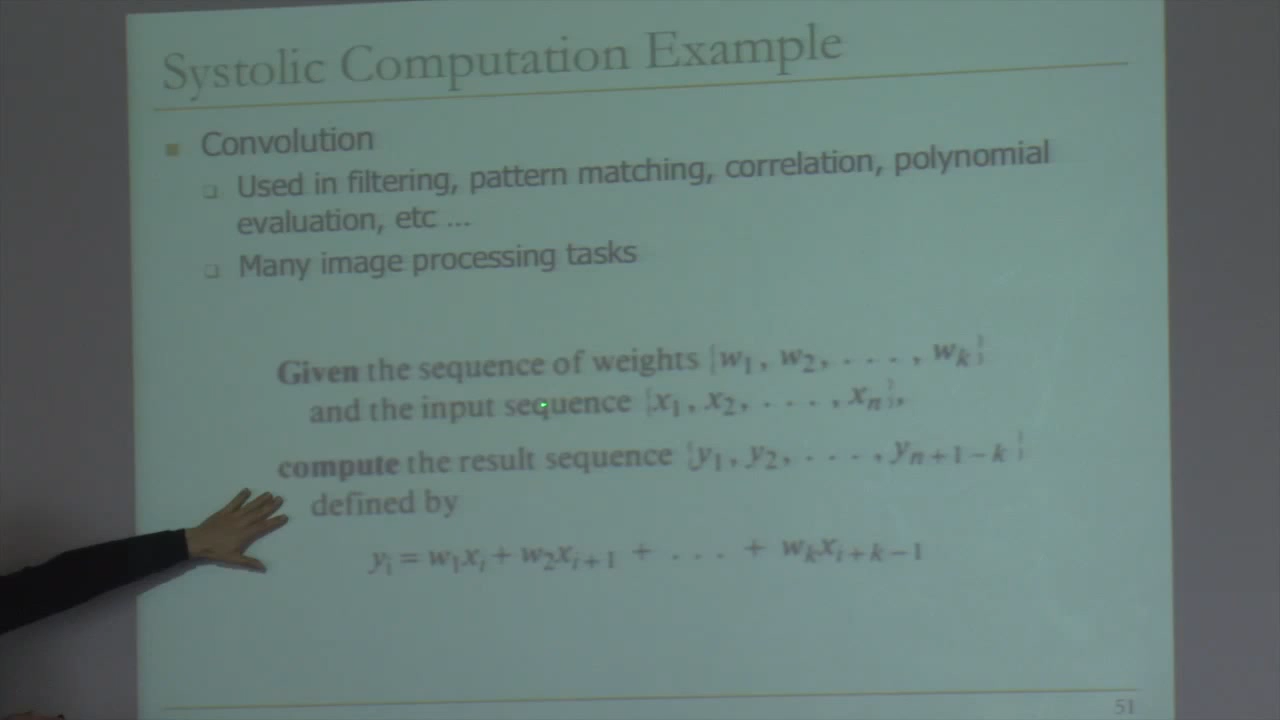 Systolic Computation Example
■ Convolution
❑ Used in filtering, pattern matching, correlation, polynomial
evaluation, etc ...
❑ Many image processing tasks
Given the sequence of weights {w₁, w₂, . . . , wₖ}
and the input sequence {x₁, x₂, . . . , xₙ},
compute the result sequence {y₁, y₂, . . . , yₙ₊₁₋ₖ}
defined by
yᵢ = w₁xᵢ + w₂xᵢ₊₁ + . . . + wₖxᵢ₊ₖ₋₁
51